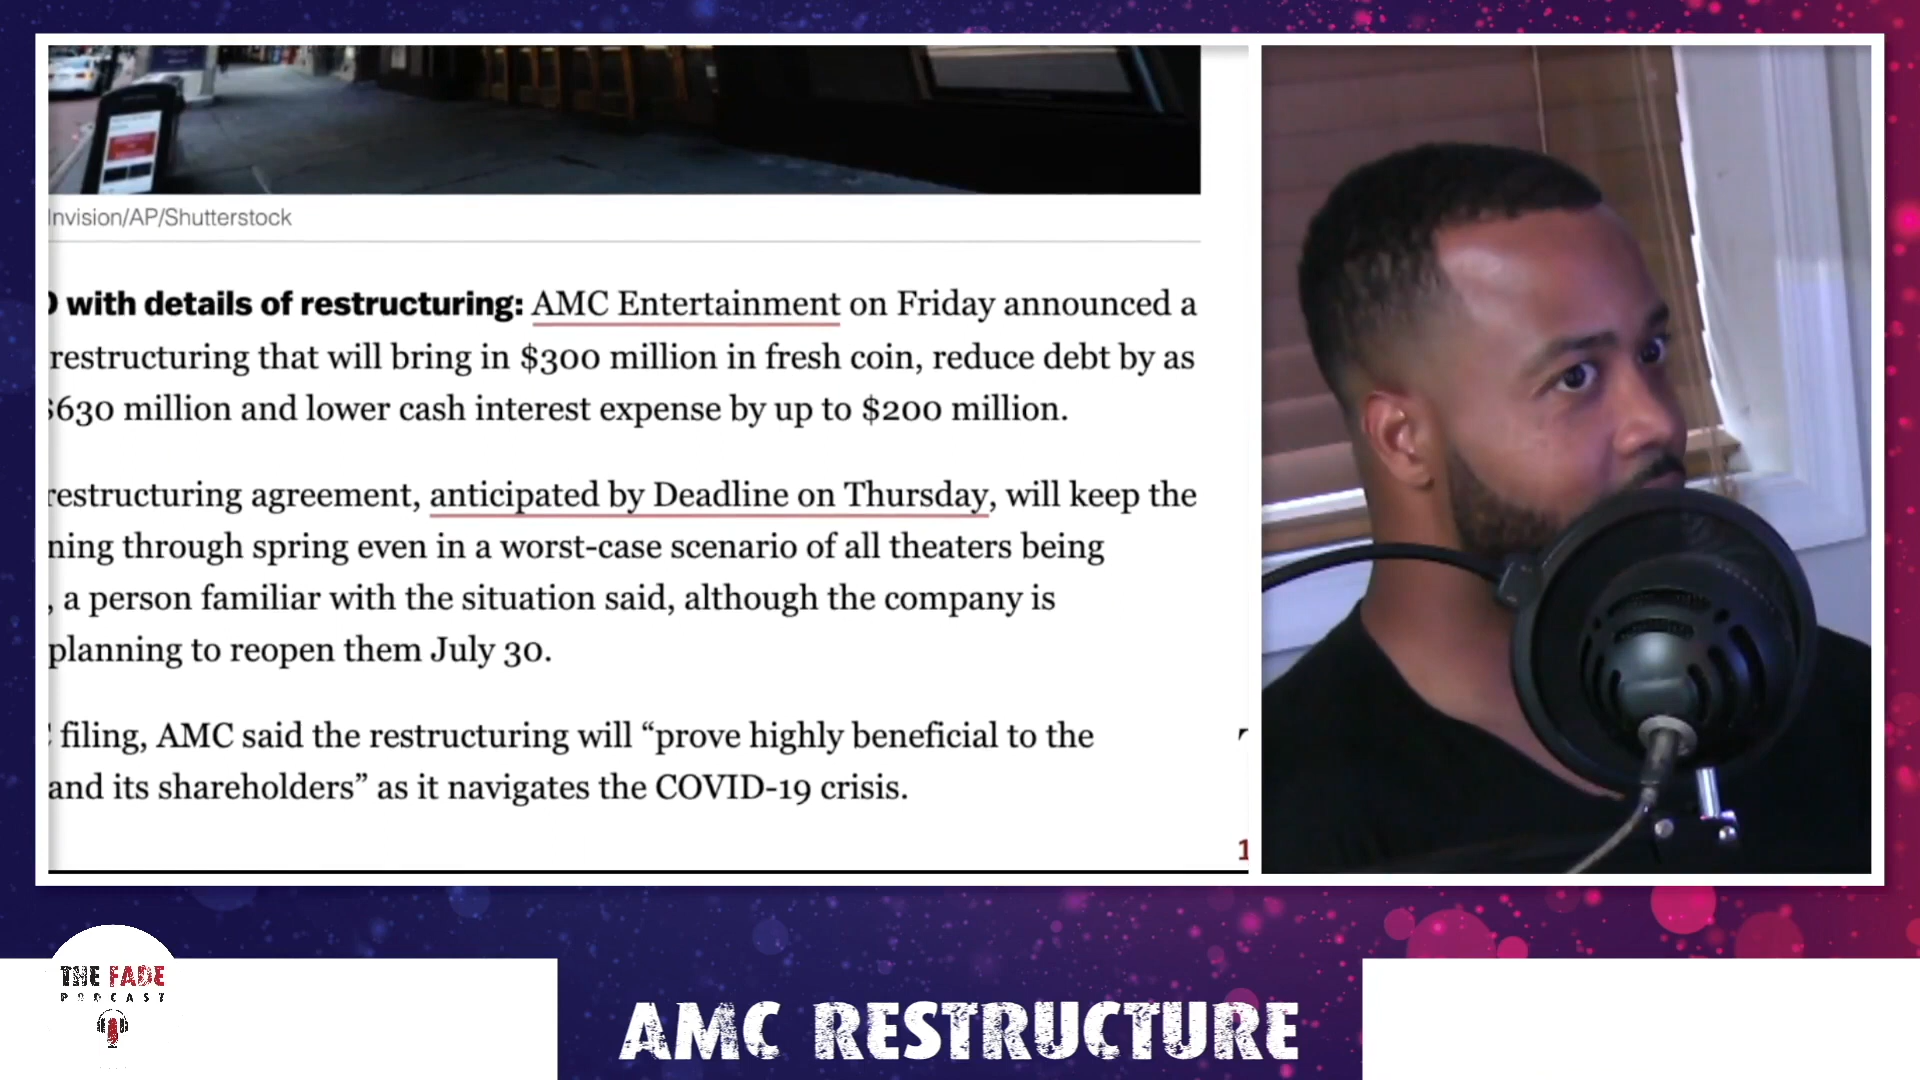 Invision/AP/Shutterstock
with details of restructuring: AMC Entertainment on Friday announced a
restructuring that will bring in $300 million in fresh coin, reduce debt by as
$630 million and lower cash interest expense by up to $200 million.
restructuring agreement, anticipated by Deadline on Thursday, will keep the
ning through spring even in a worst-case scenario of all theaters being
, a person familiar with the situation said, although the company is
planning to reopen them July 30.
filing, AMC said the restructuring will “prove highly beneficial to the
and its shareholders” as it navigates the COVID-19 crisis.
1
THE FADE
PODCAST
AMC RESTRUCTURE